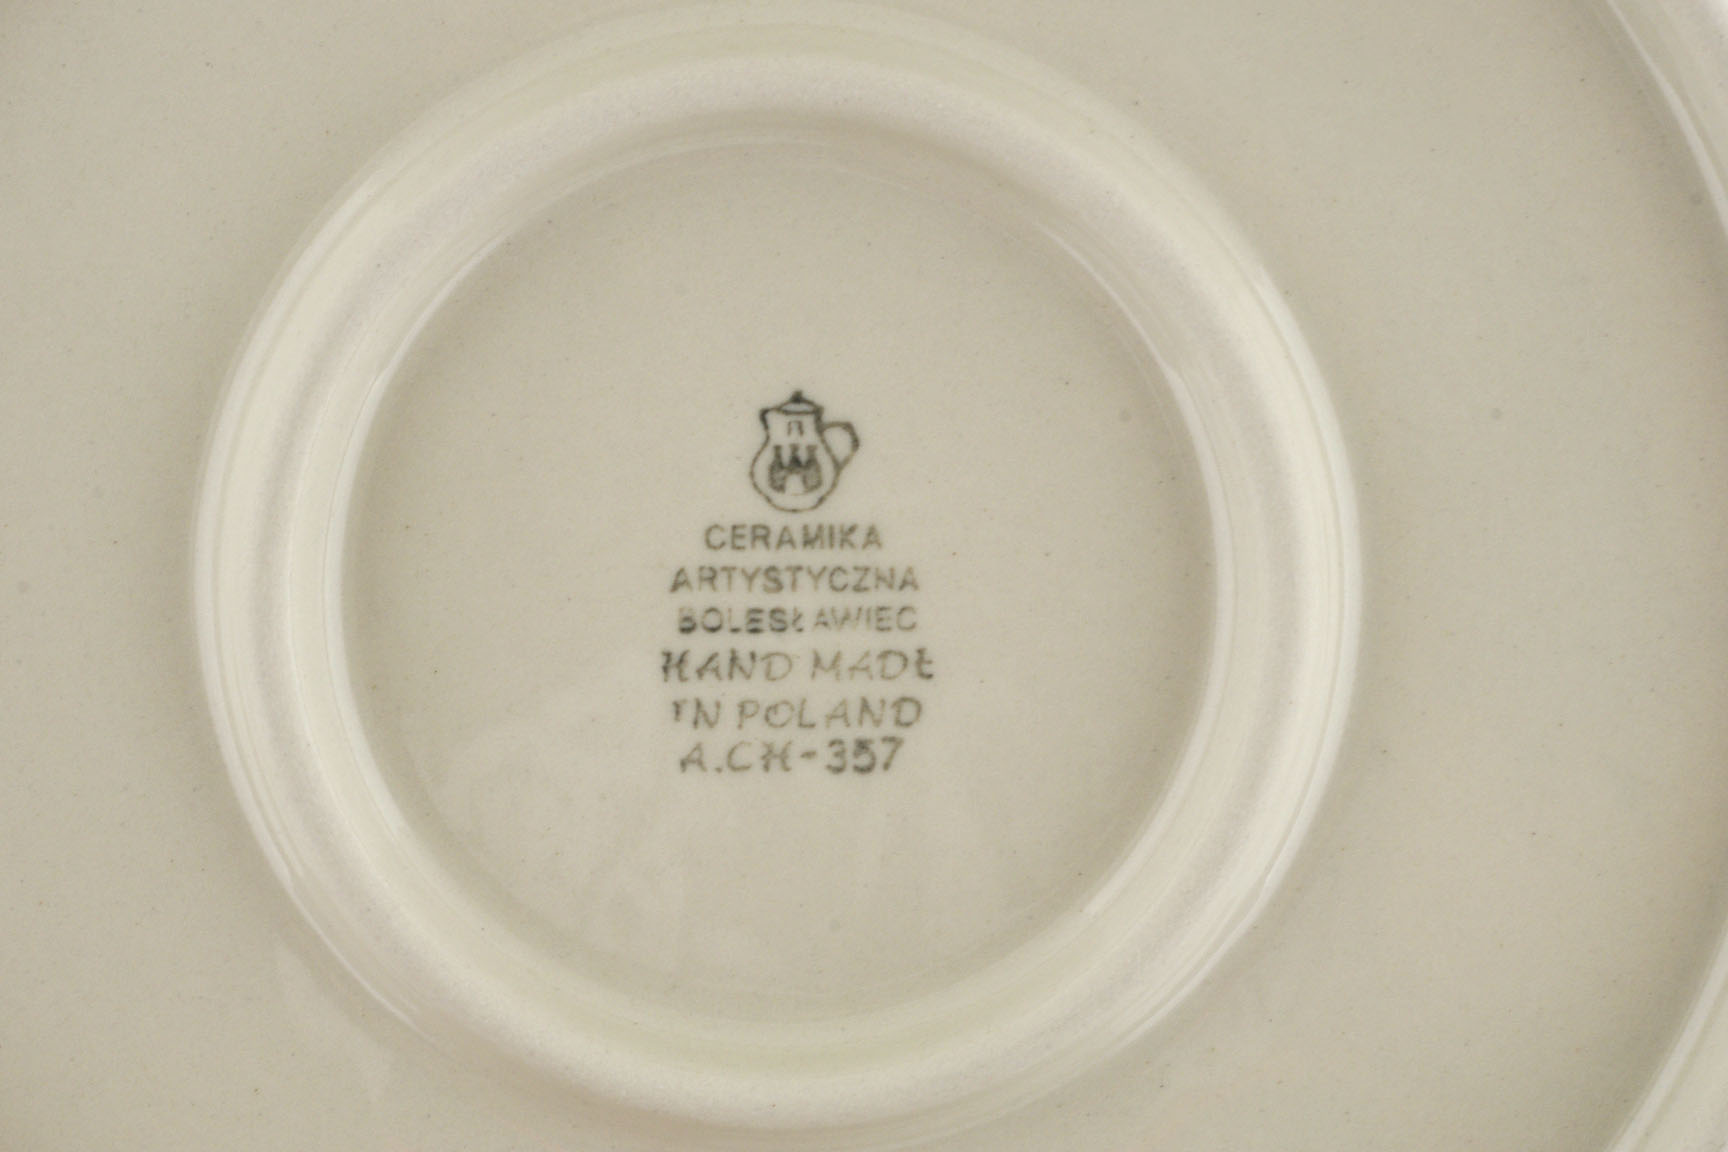 CERAMIKA
ARTYSTYCZNA
BOLESŁAWIEC
HAND MADE
IN POLAND
A.CH-357